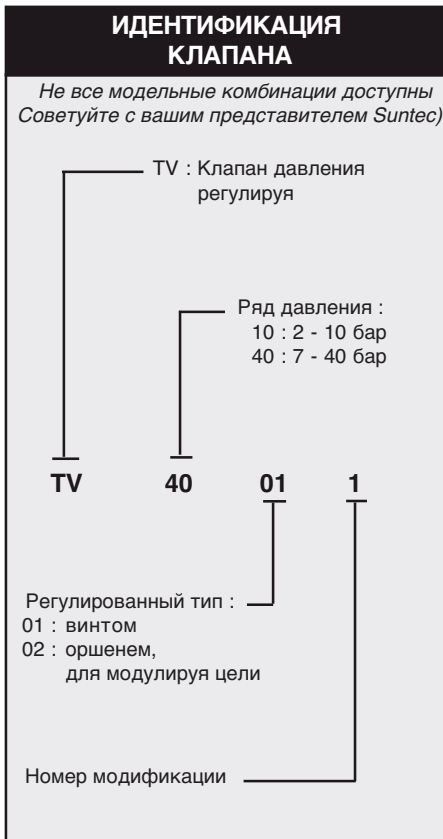 ИДЕНТИФИКАЦИЯ
КЛАПАНА
Не все модельные комбинации доступны
Советуйте с вашим представителем Suntec)
TV : Клапан давления
регулируя
Ряд давления :
10 : 2 - 10 бар
40 : 7 - 40 бар
TV 40 01 1
Регулированный тип :
01 : винтом
02 : оршенем,
для модулируя цели
Номер модификации